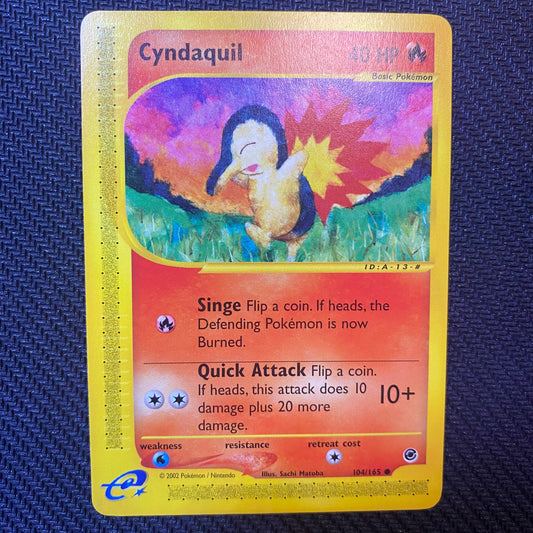 Cyndaquil 40 HP
Basic Pokémon
ID:A-13-#
Singe Flip a coin. If heads, the
Defending Pokémon is now
Burned.
Quick Attack Flip a coin.
If heads, this attack does 10
damage plus 20 more
damage.
10+
weakness resistance retreat cost
© 2002 Pokémon / Nintendo Illus. Sachi Matoba 104/165
e